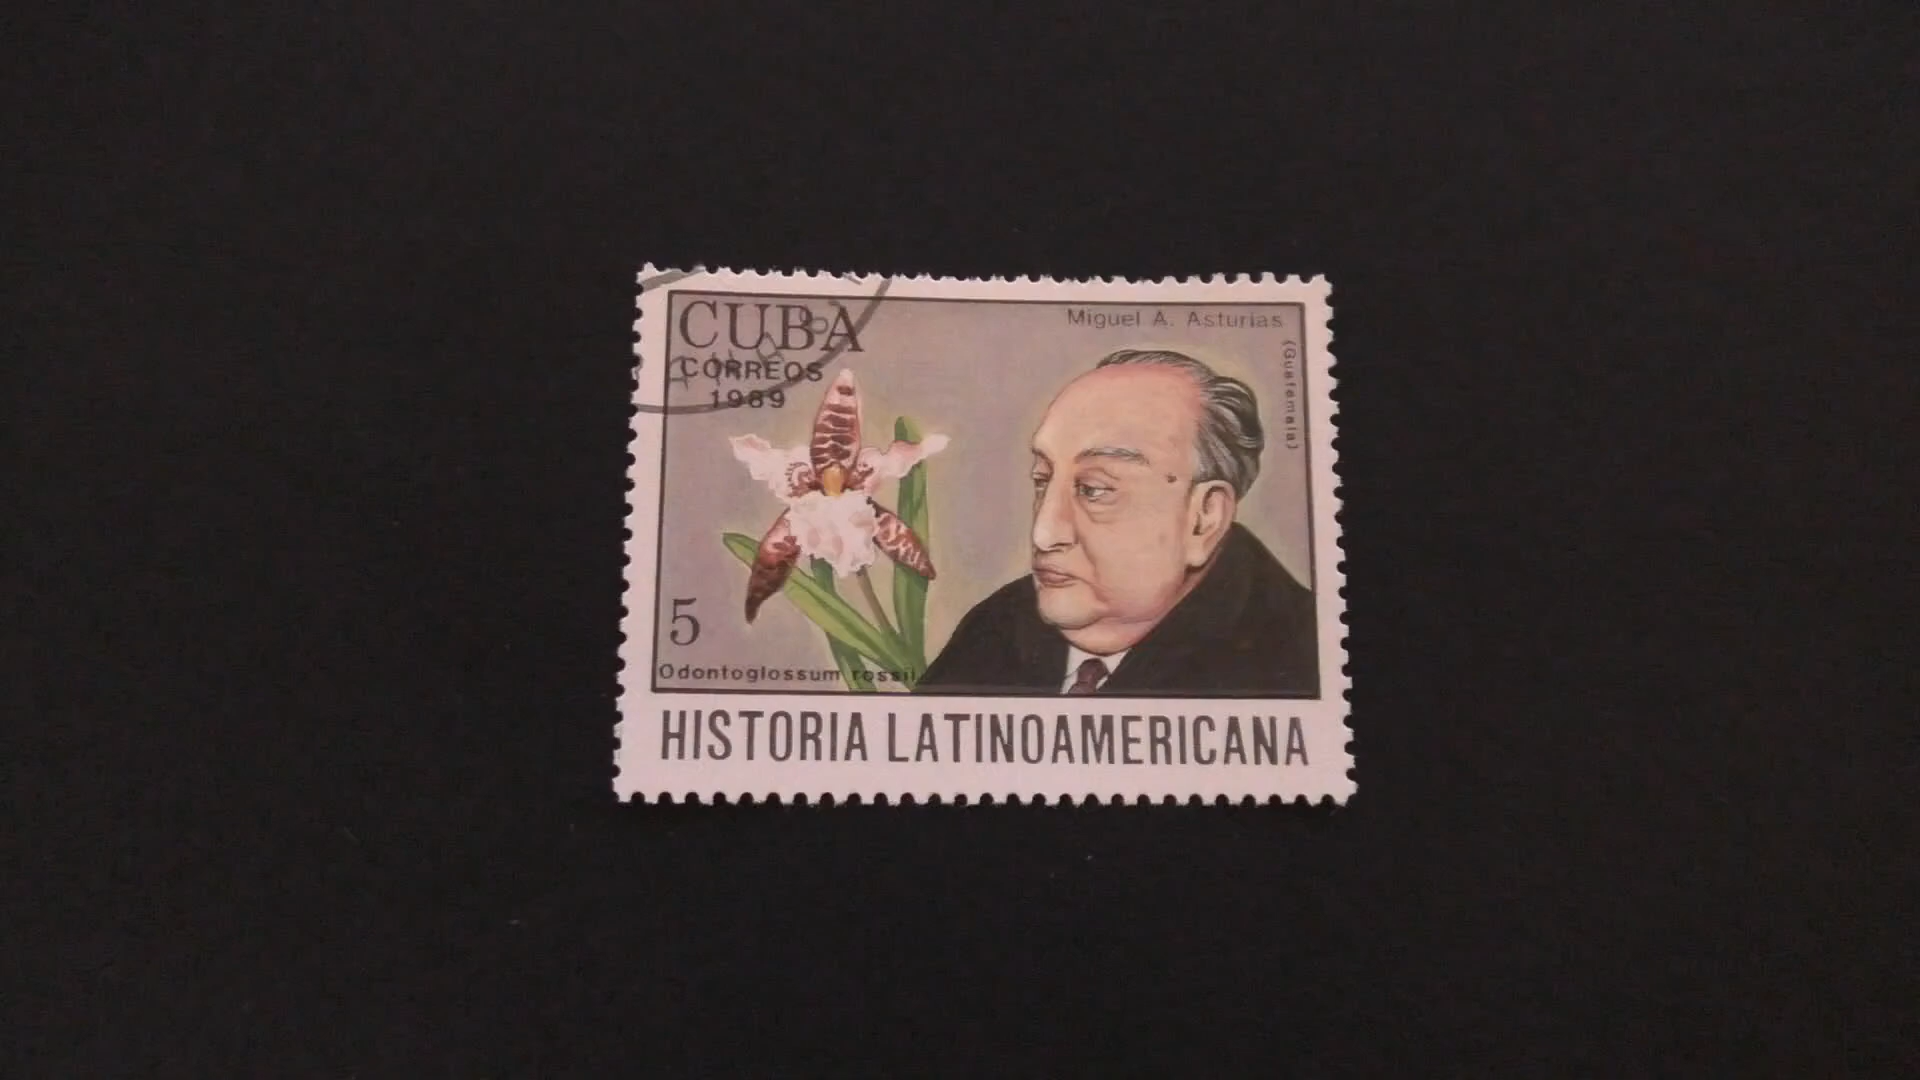 CUBA
CORREOS
1989
Miguel A. Asturias
(Guatemala)
5
Odontoglossum rossii
HISTORIA LATINOAMERICANA